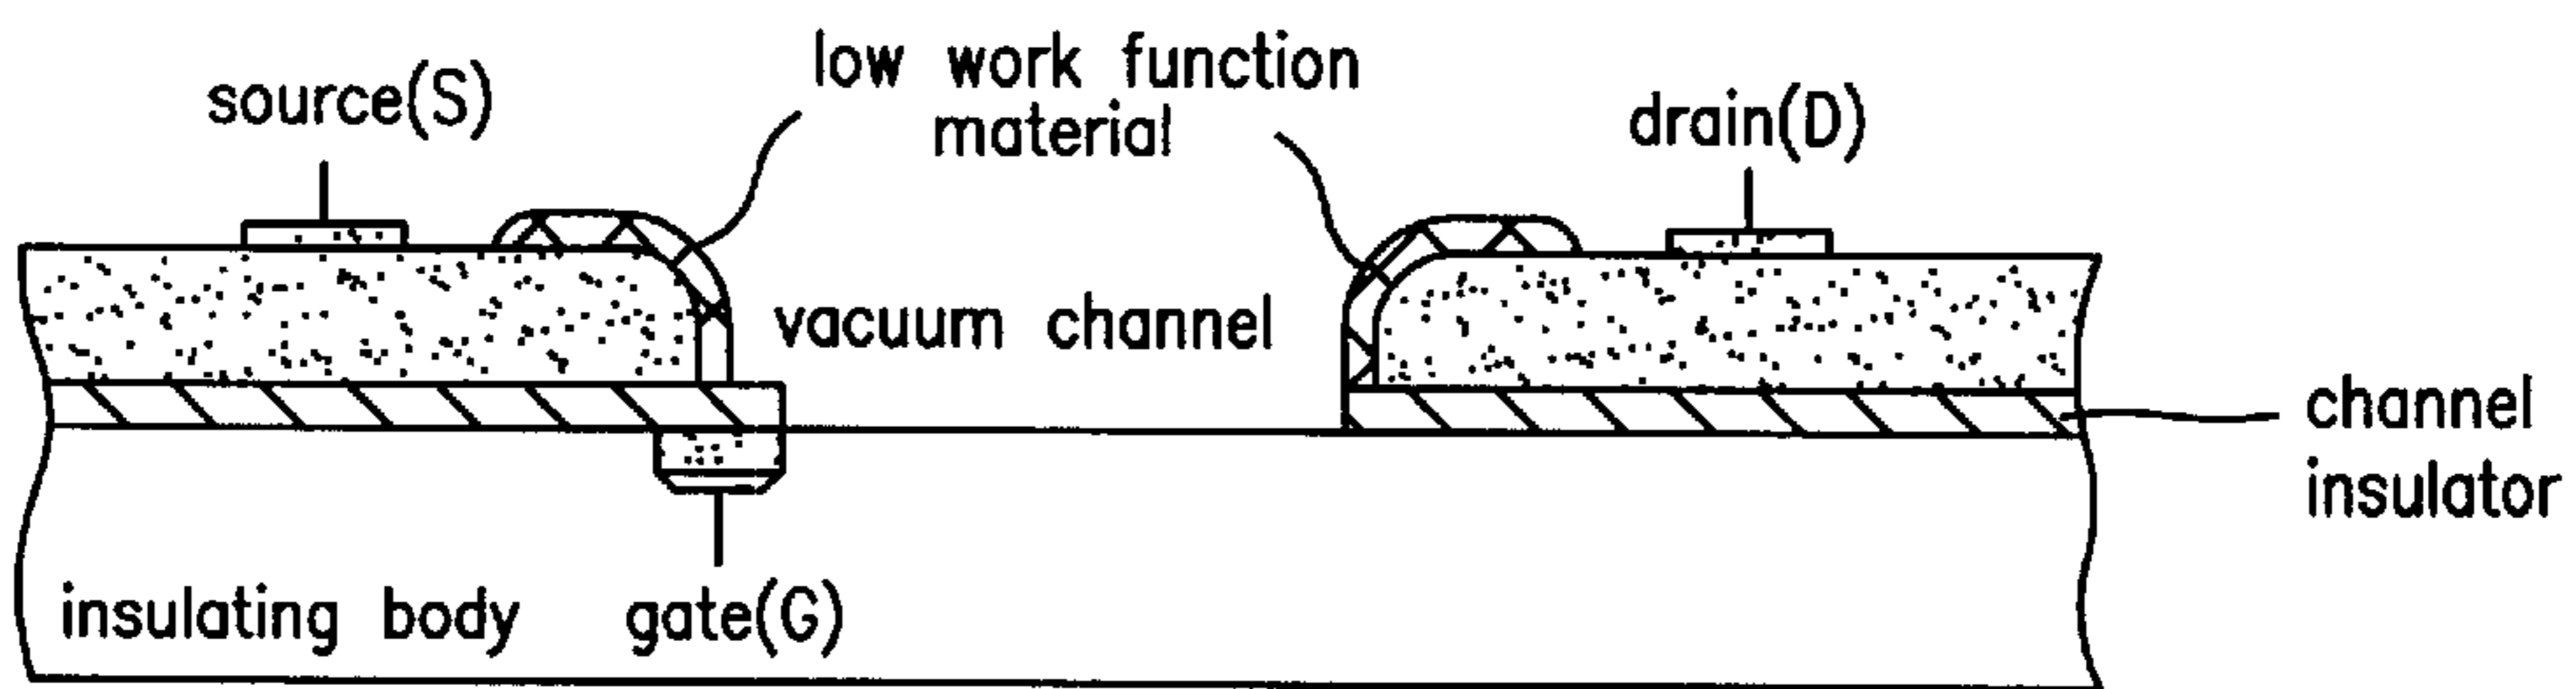 low work function
material
source(S)
drain(D)
vacuum channel
channel
insulator
insulating body
gate(G)